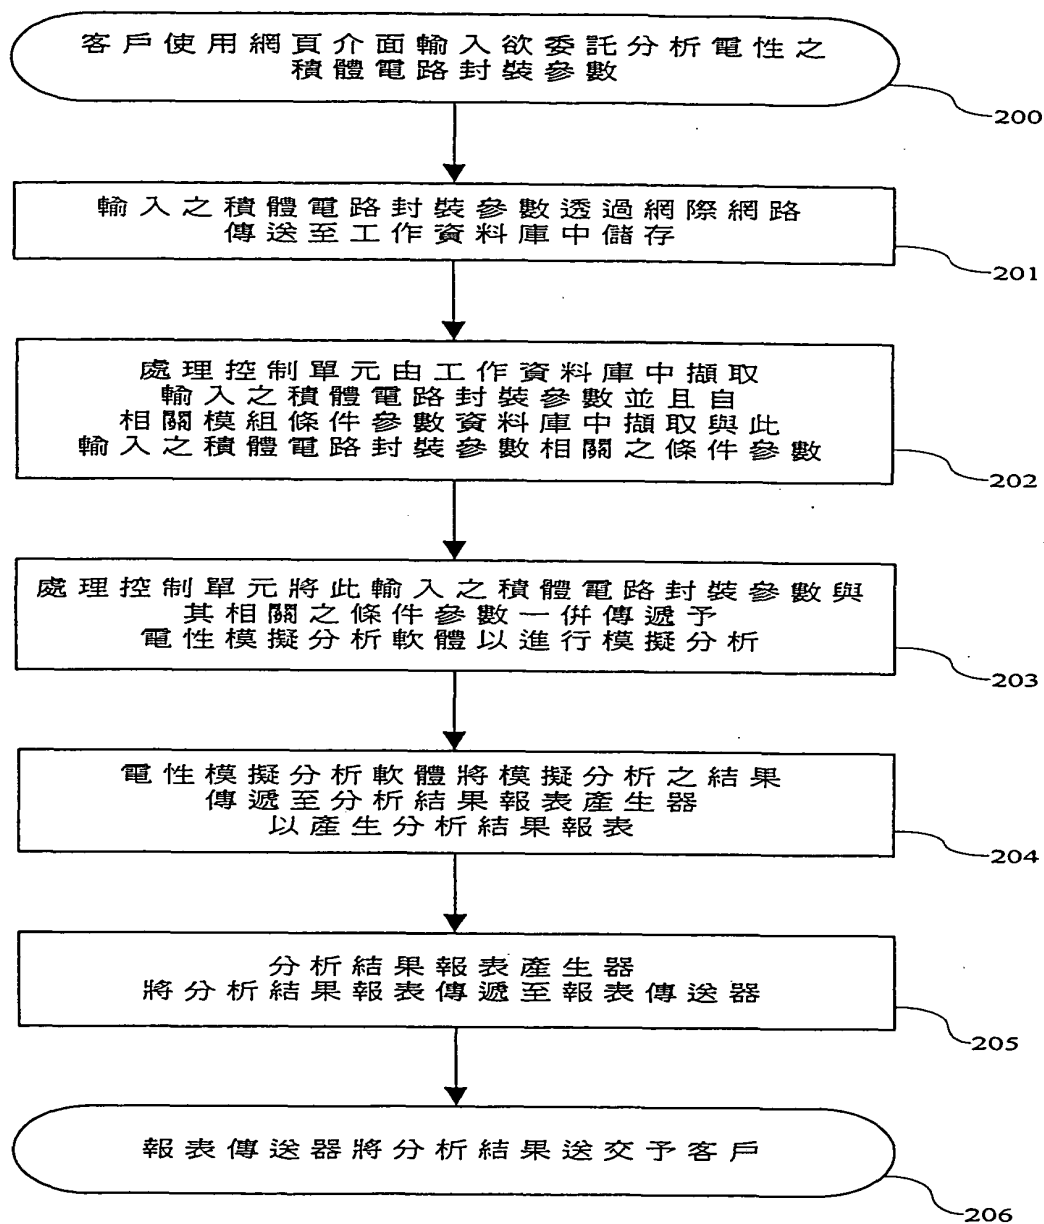 客戶使用網頁介面輸入欲委託分析電性之
積體電路封裝參數
200
輸入之積體電路封裝參數透過網際網路
傳送至工作資料庫中儲存
201
處理控制單元由工作資料庫中擷取
輸入之積體電路封裝參數並且自
相關模組條件參數資料庫中擷取與此
輸入之積體電路封裝參數相關之條件參數
202
處理控制單元將此輸入之積體電路封裝參數與
其相關之條件參數一併傳遞予
電性模擬分析軟體以進行模擬分析
203
電性模擬分析軟體將模擬分析之結果
傳遞至分析結果報表產生器
以產生分析結果報表
204
分析結果報表產生器
將分析結果報表傳遞至報表傳送器
205
報表傳送器將分析結果送交予客戶
206